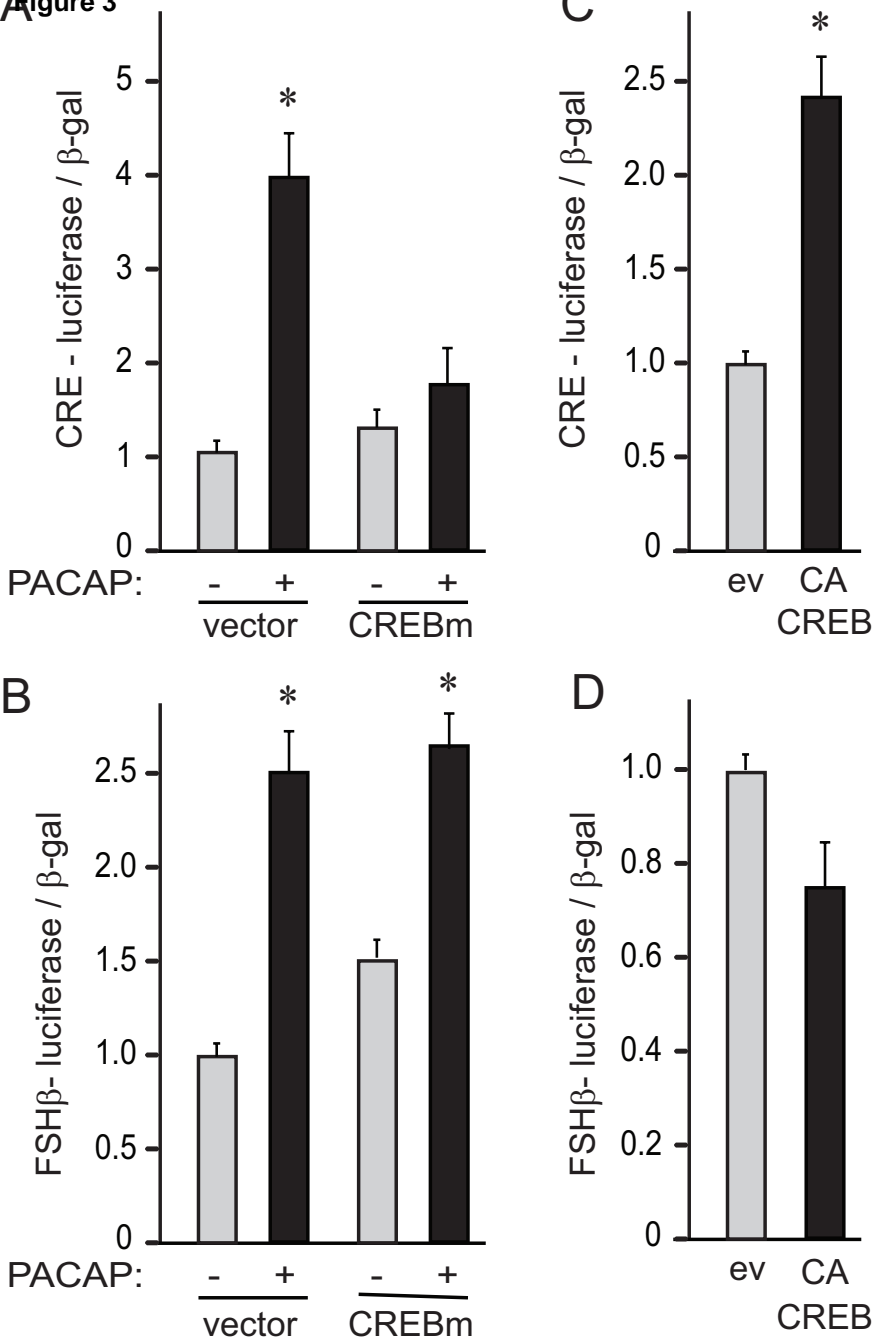 A
Figure 3
CRE - luciferase / β-gal
5
*
4
3
2
1
0
PACAP: - + - +
vector CREBm
C
CRE - luciferase / β-gal
*
2.5
2.0
1.5
1.0
0.5
0
ev CA
CREB
B
FSHβ- luciferase / β-gal
* *
2.5
2.0
1.5
1.0
0.5
0
PACAP: - + - +
vector CREBm
D
FSHβ- luciferase / β-gal
1.0
0.8
0.6
0.4
0.2
0
ev CA
CREB